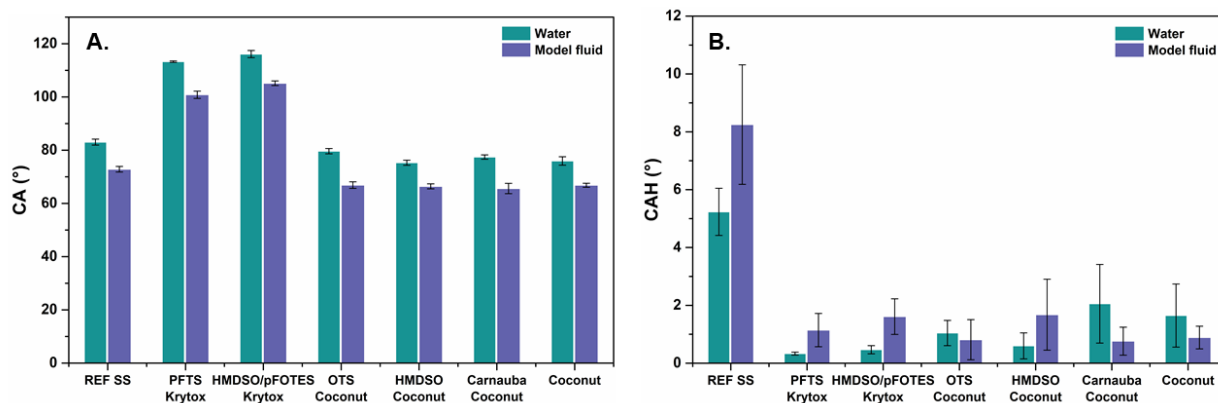 A.
Water
Model fluid
CA (°)
120
100
80
60
40
20
0
REF SS
PFTS
Krytox
HMDSO/pFOTES
Krytox
OTS
Coconut
HMDSO
Coconut
Carnauba
Coconut
Coconut
B.
Water
Model fluid
CAH (°)
12
10
8
6
4
2
0
REF SS
PFTS
Krytox
HMDSO/pFOTES
Krytox
OTS
Coconut
HMDSO
Coconut
Carnauba
Coconut
Coconut